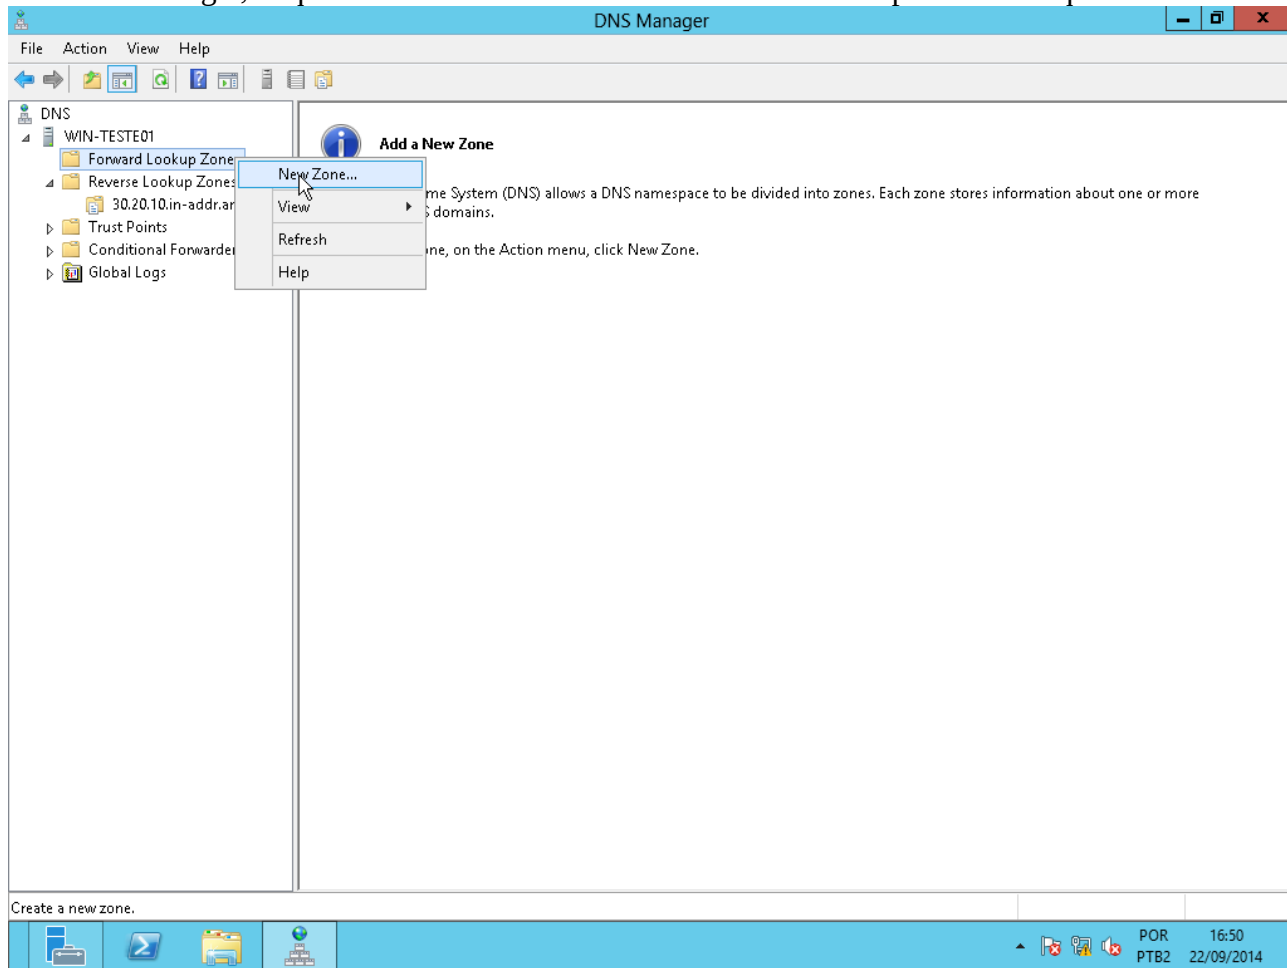 DNS Manager
File Action View Help
DNS
WIN-TESTE01
Forward Lookup Zone
Reverse Lookup Zones
30.20.10.in-addr.ar
Trust Points
Conditional Forwarder
Global Logs
New Zone...
View
Refresh
Help
Add a New Zone
me System (DNS) allows a DNS namespace to be divided into zones. Each zone stores information about one or more
domains.
one, on the Action menu, click New Zone.
Create a new zone.
POR 16:50
PTB2 22/09/2014